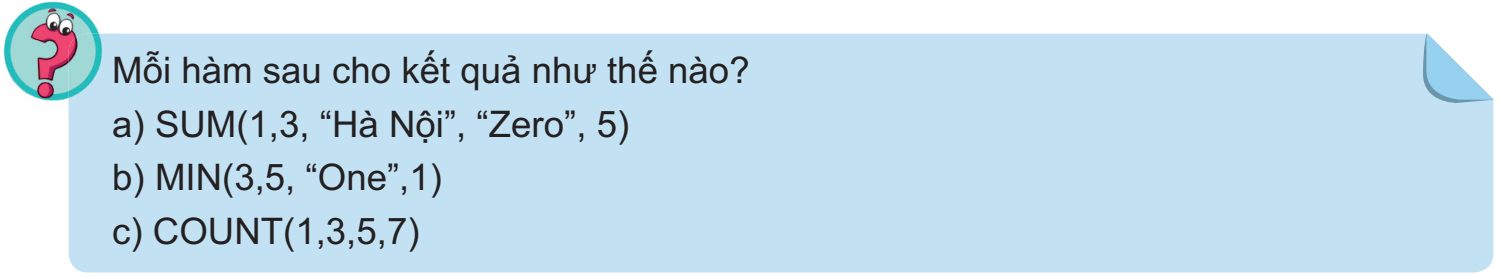 Mỗi hàm sau cho kết quả như thế nào?
a) SUM(1,3, “Hà Nội”, “Zero”, 5)
b) MIN(3,5, “One”,1)
c) COUNT(1,3,5,7)